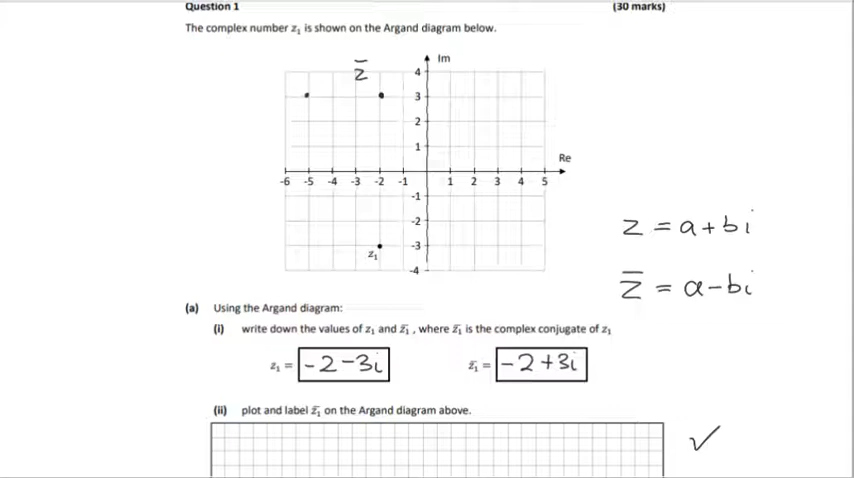 Question 1 (30 marks)
The complex number z₁ is shown on the Argand diagram below.
Im
z̄
4
3
2
1
Re
-6 -5 -4 -3 -2 -1 1 2 3 4 5
-1
-2
-3
z₁
-4
z = a + bi
z̄ = a - bi
(a) Using the Argand diagram:
(i) write down the values of z₁ and z̄₁ , where z̄₁ is the complex conjugate of z₁
z₁ = -2-3i z̄₁ = -2+3i
(ii) plot and label z̄₁ on the Argand diagram above.